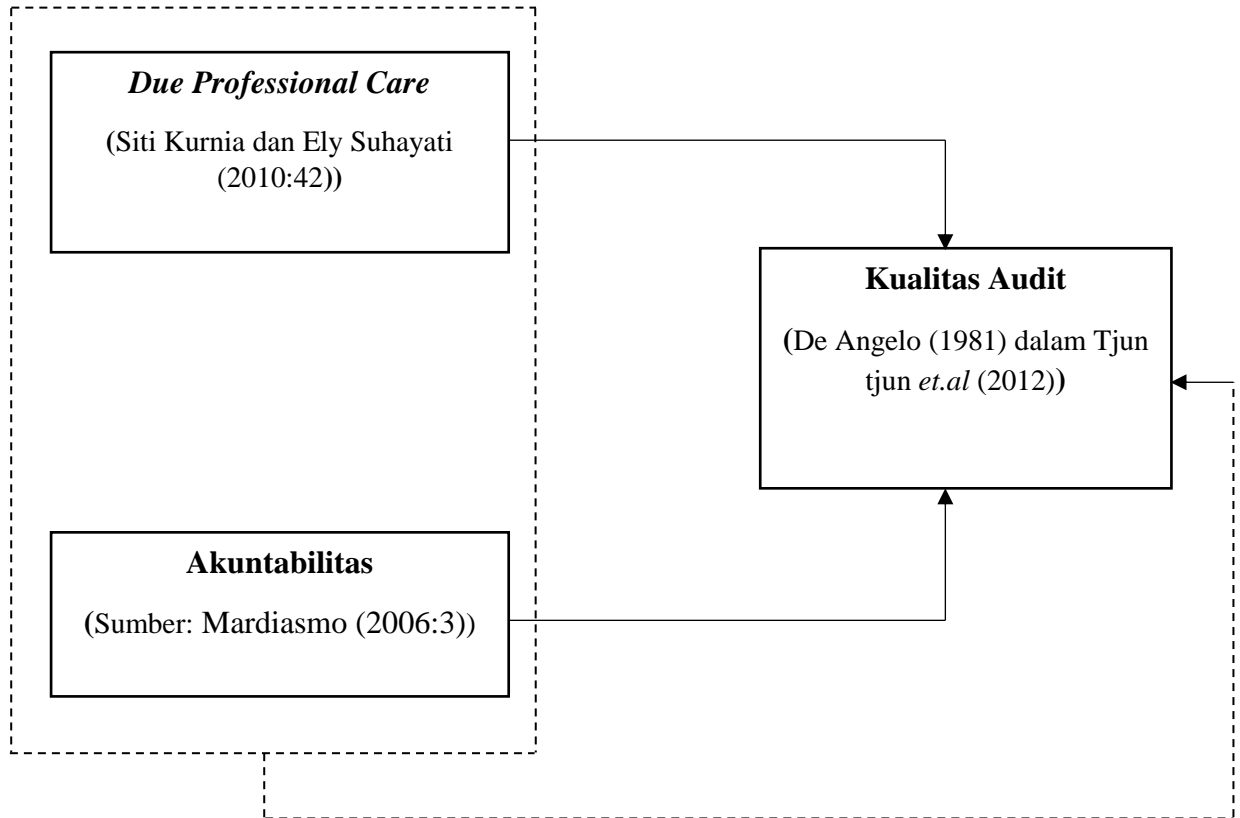 Due Professional Care
(Siti Kurnia dan Ely Suhayati
(2010:42))
Kualitas Audit
(De Angelo (1981) dalam Tjun
tjun et.al (2012))
Akuntabilitas
(Sumber: Mardiasmo (2006:3))